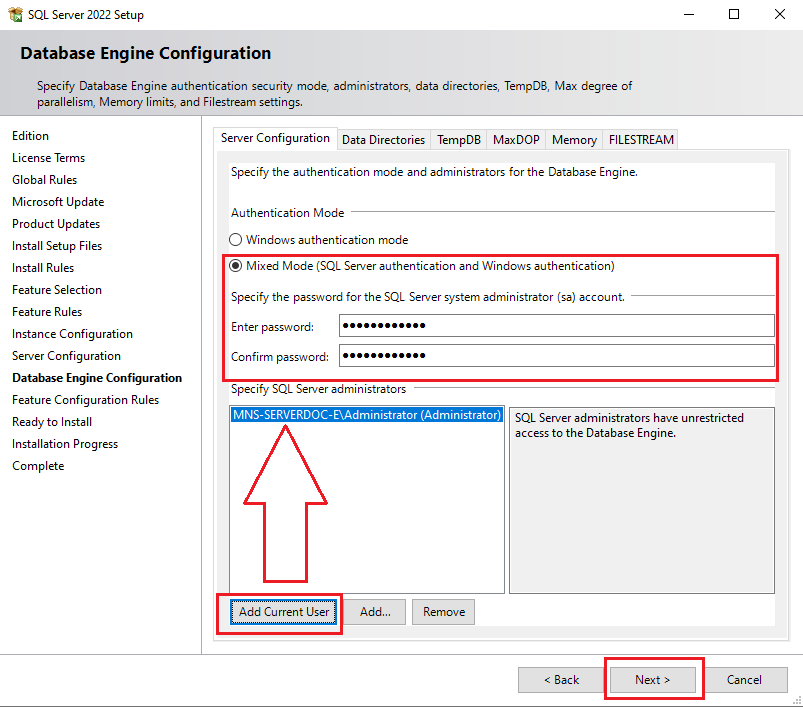 SQL Server 2022 Setup
Database Engine Configuration
Specify Database Engine authentication security mode, administrators, data directories, TempDB, Max degree of
parallelism, Memory limits, and Filestream settings.
Edition
License Terms
Global Rules
Microsoft Update
Product Updates
Install Setup Files
Install Rules
Feature Selection
Feature Rules
Instance Configuration
Server Configuration
Database Engine Configuration
Feature Configuration Rules
Ready to Install
Installation Progress
Complete
Server Configuration Data Directories TempDB MaxDOP Memory FILESTREAM
Specify the authentication mode and administrators for the Database Engine.
Authentication Mode
Windows authentication mode
Mixed Mode (SQL Server authentication and Windows authentication)
Specify the password for the SQL Server system administrator (sa) account.
Enter password: ●●●●●●●●●●●●
Confirm password: ●●●●●●●●●●●●
Specify SQL Server administrators
MNS-SERVERDOC-E\Administrator (Administrator)
SQL Server administrators have unrestricted
access to the Database Engine.
Add Current User Add... Remove
< Back Next > Cancel